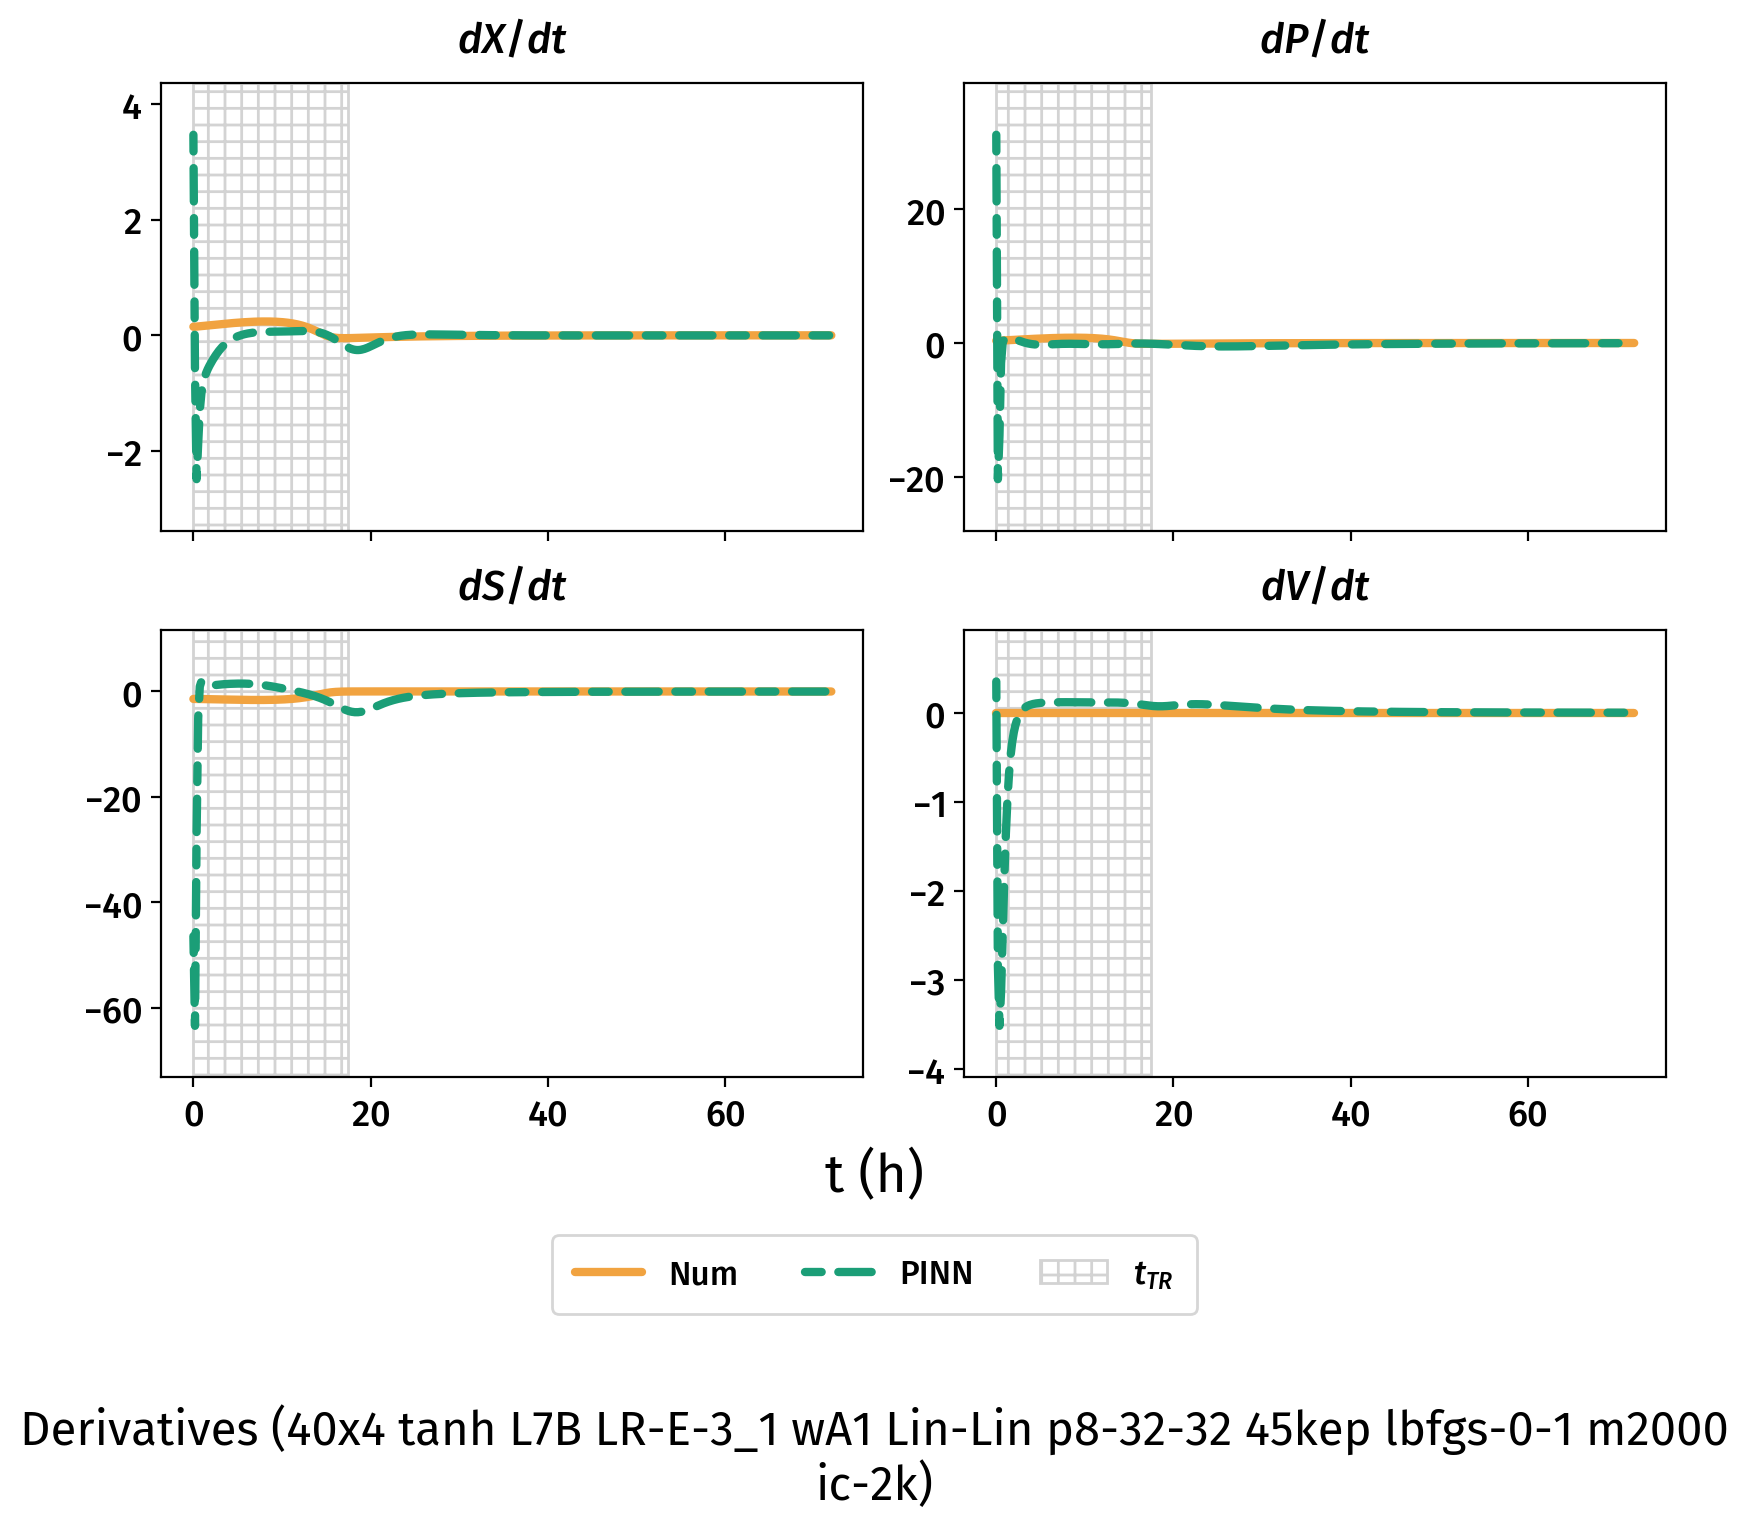 dX/dt
dP/dt
4
2
0
−2
20
0
−20
dS/dt
dV/dt
0
−20
−40
−60
0
−1
−2
−3
−4
0 20 40 60
0 20 40 60
t (h)
Num PINN tTR
Derivatives (40x4 tanh L7B LR-E-3_1 wA1 Lin-Lin p8-32-32 45kep lbfgs-0-1 m2000
ic-2k)